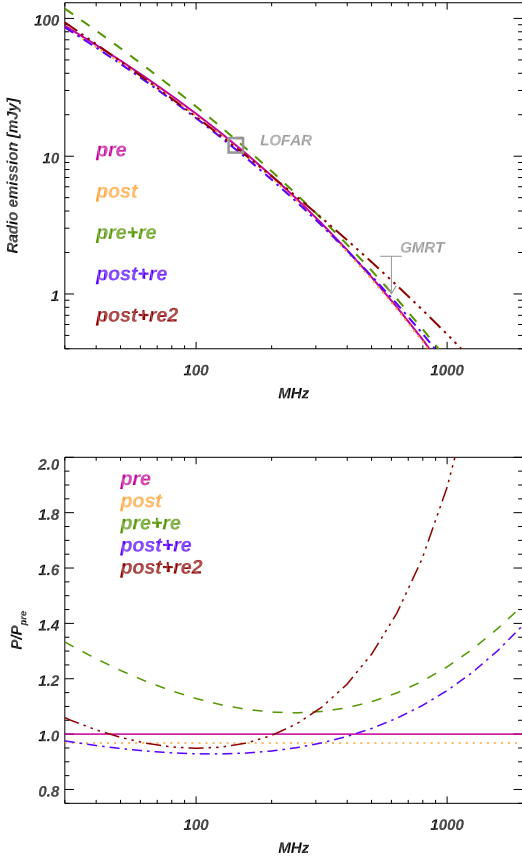 100
10
1
Radio emission [mJy]
LOFAR
GMRT
pre
post
pre+re
post+re
post+re2
100
1000
MHz
2.0
1.8
1.6
1.4
1.2
1.0
0.8
P/Ppre
pre
post
pre+re
post+re
post+re2
100
1000
MHz